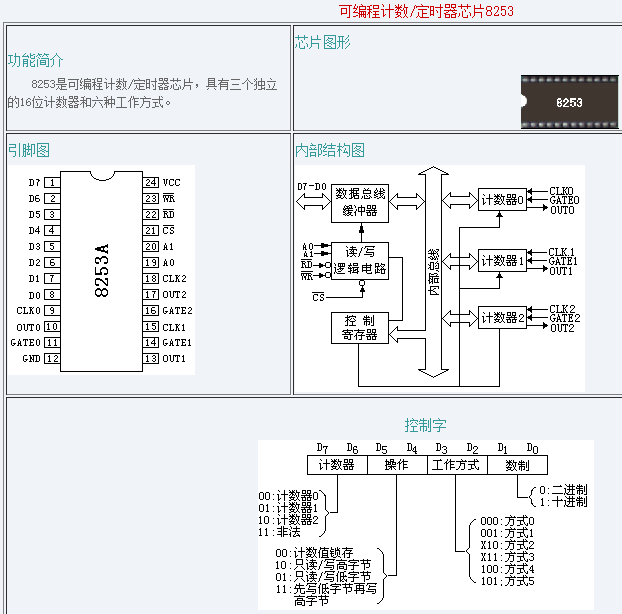 可编程计数/定时器芯片8253
功能简介
8253是可编程计数/定时器芯片，具有三个独立
的16位计数器和六种工作方式。
芯片图形
8253
引脚图
D7 1
D6 2
D5 3
D4 4
D3 5
D2 6
D1 7
D0 8
CLK0 9
OUT0 10
GATE0 11
GND 12
8253A
24 VCC
23 WR
22 RD
21 CS
20 A1
19 A0
18 CLK2
17 OUT2
16 GATE2
15 CLK1
14 GATE1
13 OUT1
内部结构图
D7-D0
数据总线
缓冲器
A0
A1
RD
WR
读/写
逻辑电路
CS
控 制
寄存器
内部总线
计数器0
CLK0
GATE0
OUT0
计数器1
CLK1
GATE1
OUT1
计数器2
CLK2
GATE2
OUT2
控制字
D7 D6 D5 D4 D3 D2 D1 D0
计数器 操作 工作方式 数制
00:计数器0
01:计数器1
10:计数器2
11:非法
00:计数值锁存
10:只读/写高字节
01:只读/写低字节
11:先写低字节再写
高字节
000:方式0
001:方式1
X10:方式2
X11:方式3
100:方式4
101;方式5
0:二进制
1:十进制